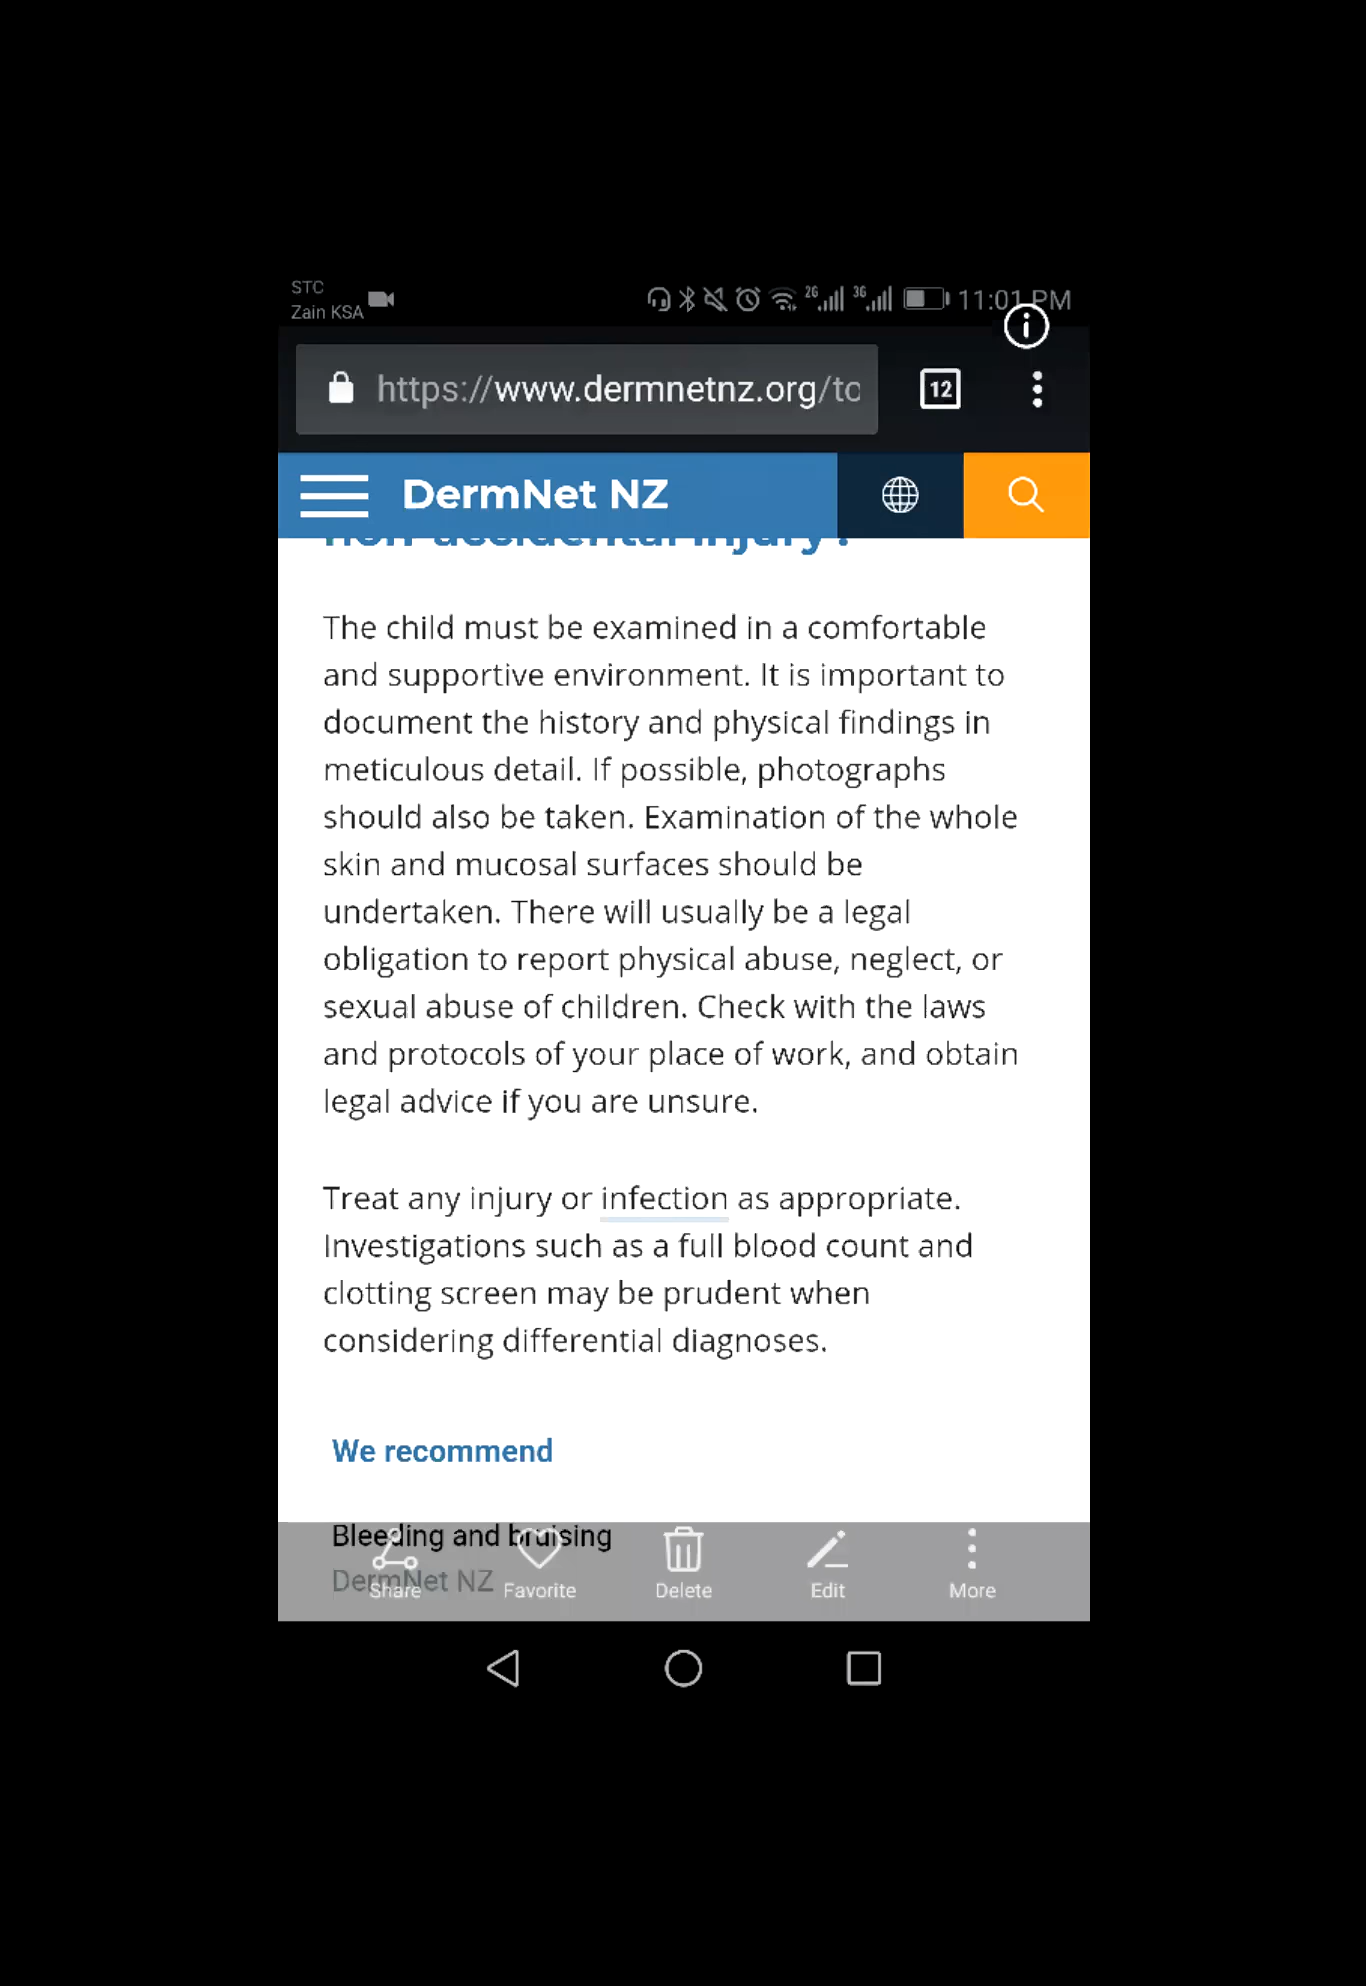 STC
Zain KSA
2G
3G
11:01 PM
https://www.dermnetnz.org/to
12
DermNet NZ
non-accidental injury?
The child must be examined in a comfortable
and supportive environment. It is important to
document the history and physical findings in
meticulous detail. If possible, photographs
should also be taken. Examination of the whole
skin and mucosal surfaces should be
undertaken. There will usually be a legal
obligation to report physical abuse, neglect, or
sexual abuse of children. Check with the laws
and protocols of your place of work, and obtain
legal advice if you are unsure.
Treat any injury or infection as appropriate.
Investigations such as a full blood count and
clotting screen may be prudent when
considering differential diagnoses.
We recommend
Bleeding and bruising
DermNet NZ
Share
Favorite
Delete
Edit
More